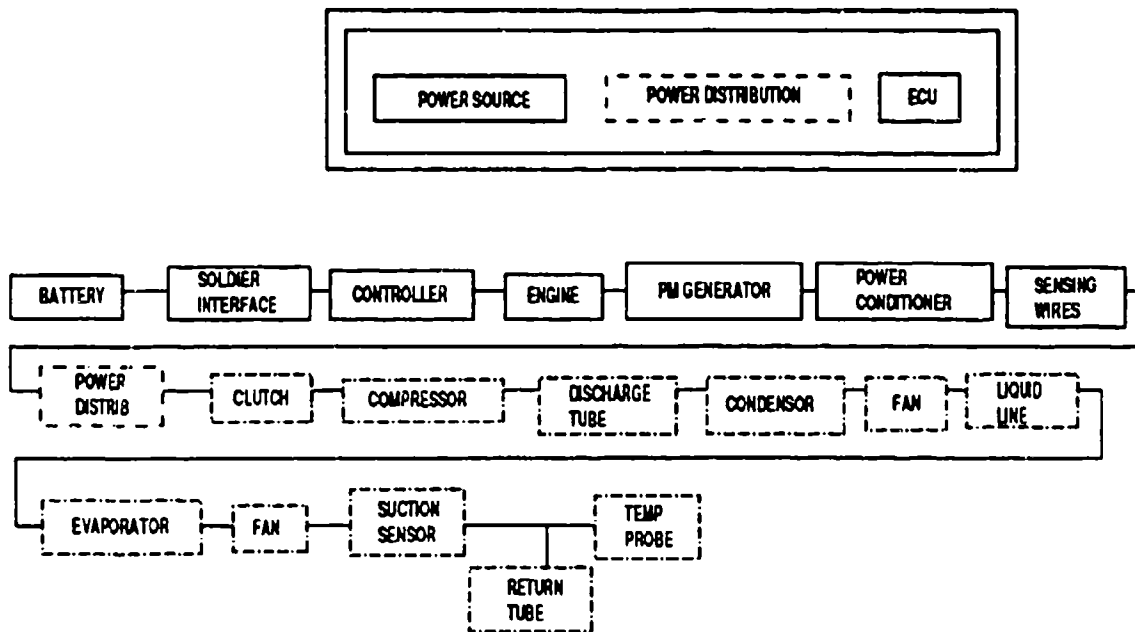 POWER SOURCE
POWER DISTRIBUTION
ECU
BATTERY
SOLDIER
INTERFACE
CONTROLLER
ENGINE
PM GENERATOR
POWER
CONDITIONER
SENSING
WIRES
POWER
DISTRIB
CLUTCH
COMPRESSOR
DISCHARGE
TUBE
CONDENSOR
FAN
LIQUID
LINE
EVAPORATOR
FAN
SUCTION
SENSOR
TEMP
PROBE
RETURN
TUBE